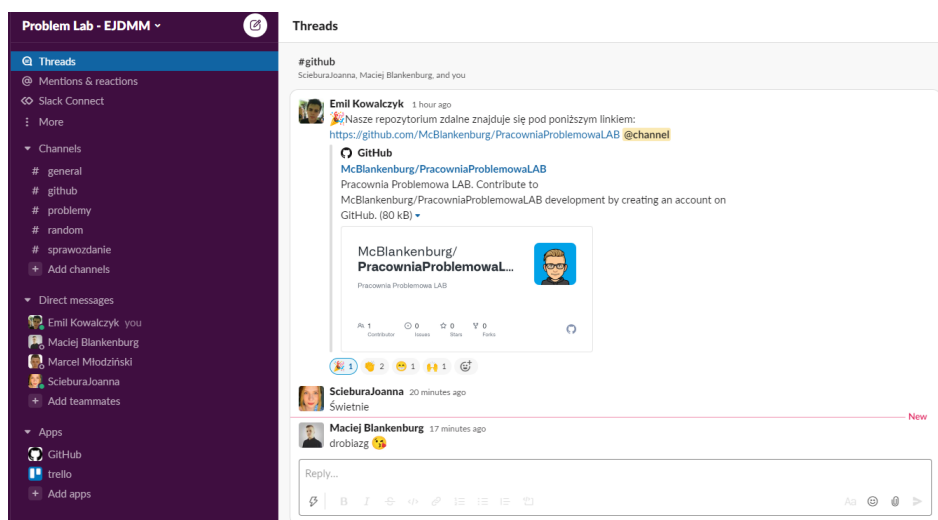 Problem Lab - EJDMM
Threads
Mentions & reactions
Slack Connect
More
Channels
# general
# github
# problemy
# random
# sprawozdanie
+ Add channels
Direct messages
Emil Kowalczyk you
Maciej Blankenburg
Marcel Młodziński
ScieburaJoanna
+ Add teammates
Apps
GitHub
trello
+ Add apps
Threads
#github
ScieburaJoanna, Maciej Blankenburg, and you
Emil Kowalczyk 1 hour ago
🎉Nasze repozytorium zdalne znajduje się pod poniższym linkiem:
https://github.com/McBlankenburg/PracowniaProblemowaLAB @channel
GitHub
McBlankenburg/PracowniaProblemowaLAB
Pracownia Problemowa LAB. Contribute to
McBlankenburg/PracowniaProblemowaLAB development by creating an account on
GitHub. (80 kB)
McBlankenburg/
PracowniaProblemowaL...
Pracownia Problemowa LAB
1 0 0 0
Contributor Issues Stars Forks
🎉 1 👏 2 😁 1 🙌 1
ScieburaJoanna 20 minutes ago
Świetnie
New
Maciej Blankenburg 17 minutes ago
drobiazg 😘
Reply...
B I S </> Aa